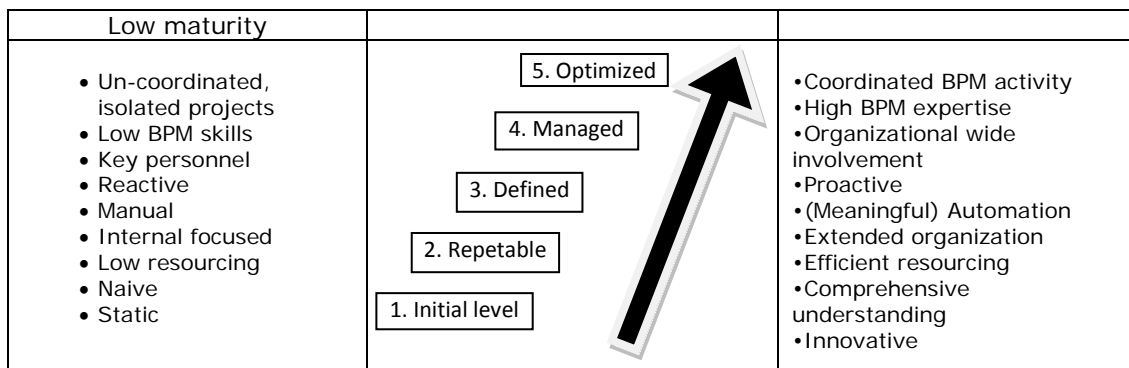 Low maturity
• Un-coordinated,
isolated projects
• Low BPM skills
• Key personnel
• Reactive
• Manual
• Internal focused
• Low resourcing
• Naive
• Static
5. Optimized
4. Managed
3. Defined
2. Repetable
1. Initial level
•Coordinated BPM activity
•High BPM expertise
•Organizational wide
involvement
•Proactive
•(Meaningful) Automation
•Extended organization
•Efficient resourcing
•Comprehensive
understanding
•Innovative